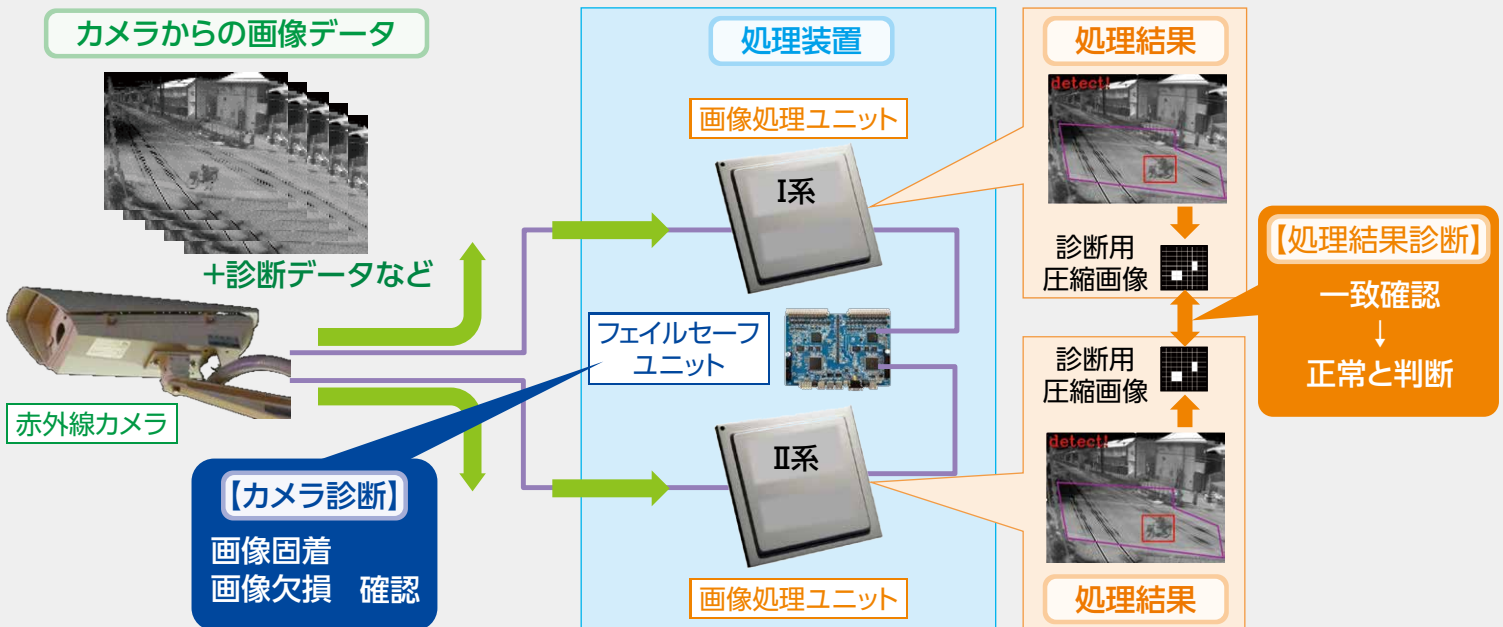 カメラからの画像データ
+診断データなど
赤外線カメラ
【カメラ診断】
画像固着
画像欠損 確認
処理装置
画像処理ユニット
Ⅰ系
フェイルセーフ
ユニット
Ⅱ系
画像処理ユニット
処理結果
detect!
診断用
圧縮画像
診断用
圧縮画像
detect!
処理結果
【処理結果診断】
一致確認
↓
正常と判断